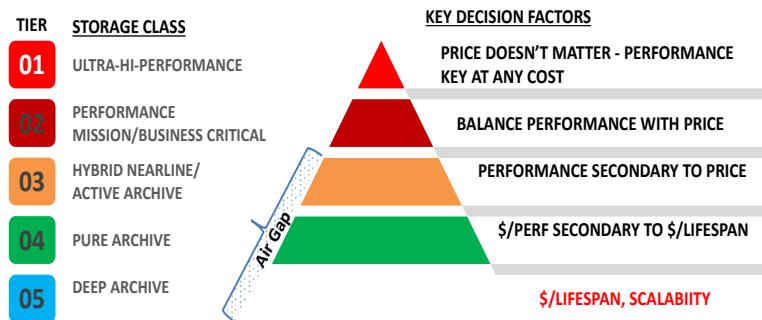 TIER
STORAGE CLASS
KEY DECISION FACTORS
01
ULTRA-HI-PERFORMANCE
PRICE DOESN'T MATTER - PERFORMANCE
KEY AT ANY COST
02
PERFORMANCE
MISSION/BUSINESS CRITICAL
BALANCE PERFORMANCE WITH PRICE
03
HYBRID NEARLINE/
ACTIVE ARCHIVE
PERFORMANCE SECONDARY TO PRICE
04
PURE ARCHIVE
$/PERF SECONDARY TO $/LIFESPAN
Air Gap
05
DEEP ARCHIVE
$/LIFESPAN, SCALABIITY